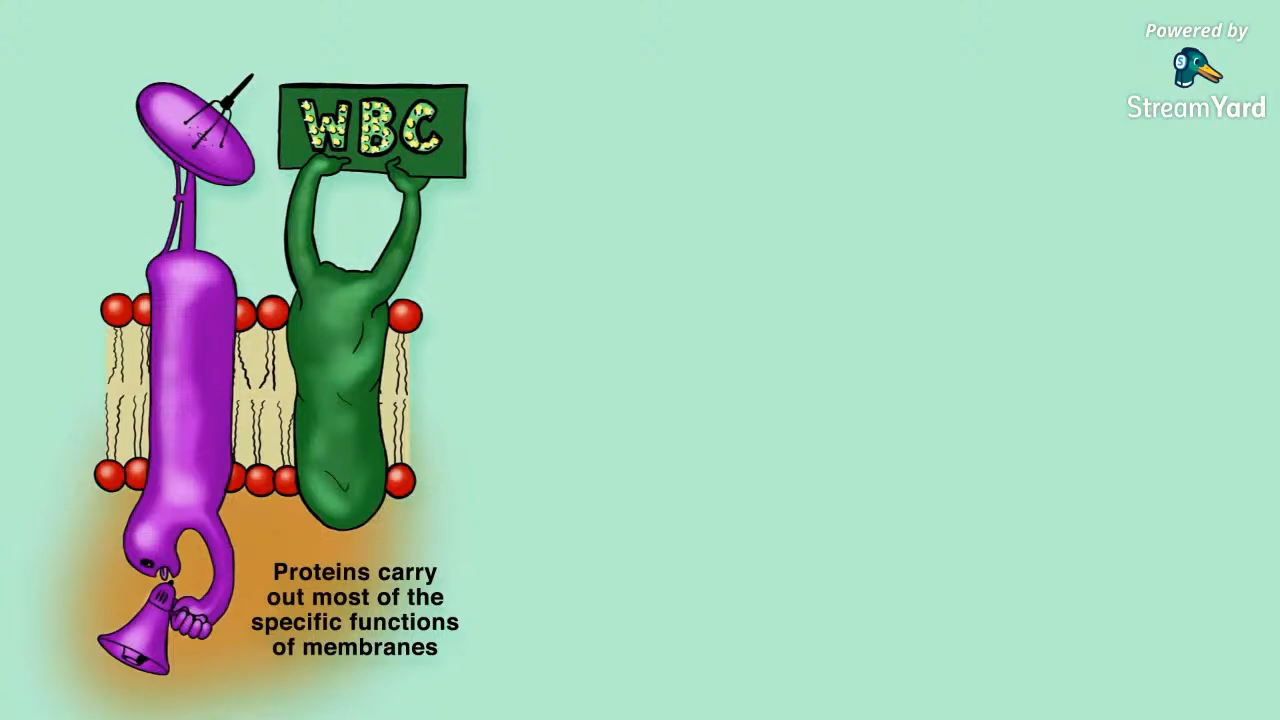 Powered by
S
StreamYard
WBC
Proteins carry
out most of the
specific functions
of membranes